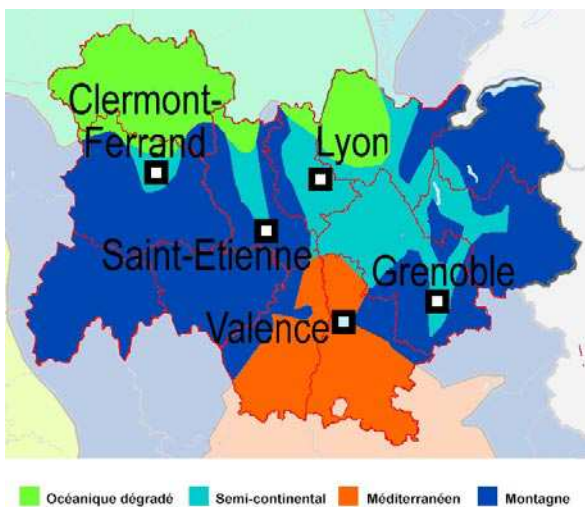 Clermont-
Ferrand
Lyon
Saint-Etienne
Grenoble
Valence
Océanique dégradé
Semi-continental
Méditerranéen
Montagne